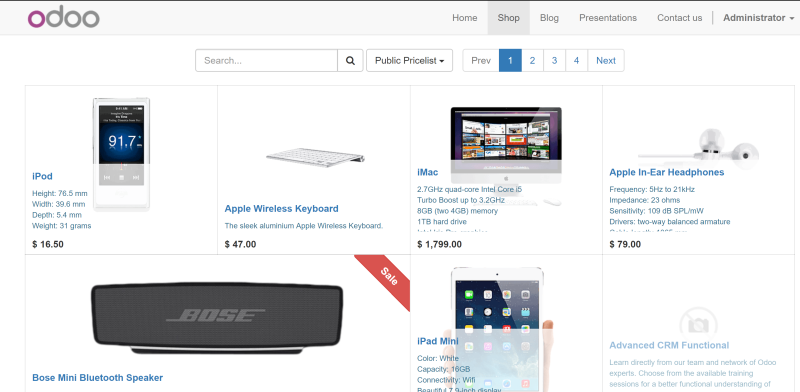 odoo
Home Shop Blog Presentations Contact us Administrator
Search... Public Pricelist Prev 1 2 3 4 Next
iPod
Height: 76.5 mm
Width: 39.6 mm
Depth: 5.4 mm
Weight: 31 grams
$ 16.50
Apple Wireless Keyboard
The sleek aluminium Apple Wireless Keyboard.
$ 47.00
iMac
2.7GHz quad-core Intel Core i5
Turbo Boost up to 3.2GHz
8GB (two 4GB) memory
1TB hard drive
$ 1,799.00
Apple In-Ear Headphones
Frequency: 5Hz to 21kHz
Impedance: 23 ohms
Sensitivity: 109 dB SPL/mW
Drivers: two-way balanced armature
$ 79.00
91.7
BOSE
Sale
Bose Mini Bluetooth Speaker
iPad Mini
Color: White
Capacity: 16GB
Connectivity: Wifi
Beautiful 7.9-inch display
Advanced CRM Functional
Learn directly from our team and network of Odoo
experts. Choose from the available training
sessions for a better functional understanding of